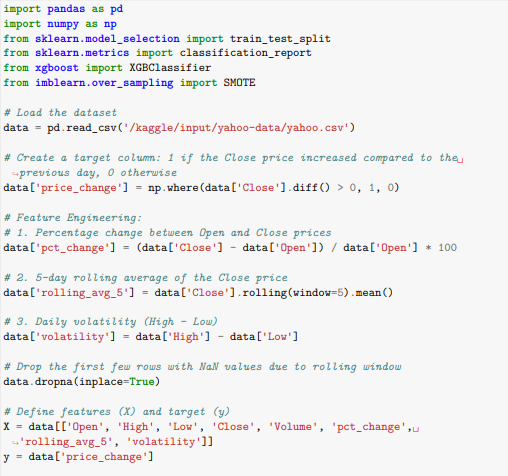 import pandas as pd
import numpy as np
from sklearn.model_selection import train_test_split
from sklearn.metrics import classification_report
from xgboost import XGBClassifier
from imblearn.over_sampling import SMOTE
# Load the dataset
data = pd.read_csv('/kaggle/input/yahoo-data/yahoo.csv')
# Create a target column: 1 if the Close price increased compared to the␣
↪previous day, 0 otherwise
data['price_change'] = np.where(data['Close'].diff() > 0, 1, 0)
# Feature Engineering:
# 1. Percentage change between Open and Close prices
data['pct_change'] = (data['Close'] - data['Open']) / data['Open'] * 100
# 2. 5-day rolling average of the Close price
data['rolling_avg_5'] = data['Close'].rolling(window=5).mean()
# 3. Daily volatility (High - Low)
data['volatility'] = data['High'] - data['Low']
# Drop the first few rows with NaN values due to rolling window
data.dropna(inplace=True)
# Define features (X) and target (y)
X = data[['Open', 'High', 'Low', 'Close', 'Volume', 'pct_change',␣
↪'rolling_avg_5', 'volatility']]
y = data['price_change']